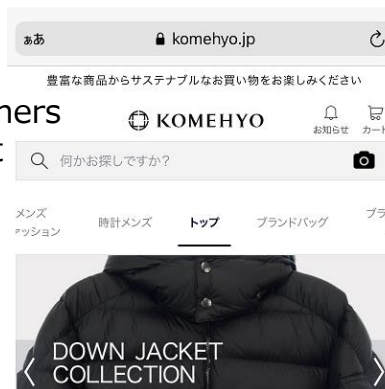 ぁあ
komehyo.jp
豊富な商品からサステナブルなお買い物をお楽しみください
KOMEHYO
お知らせ
カート
何かお探しですか?
メンズ
時計メンズ
トップ
ブランドバッグ
DOWN JACKET
COLLECTION